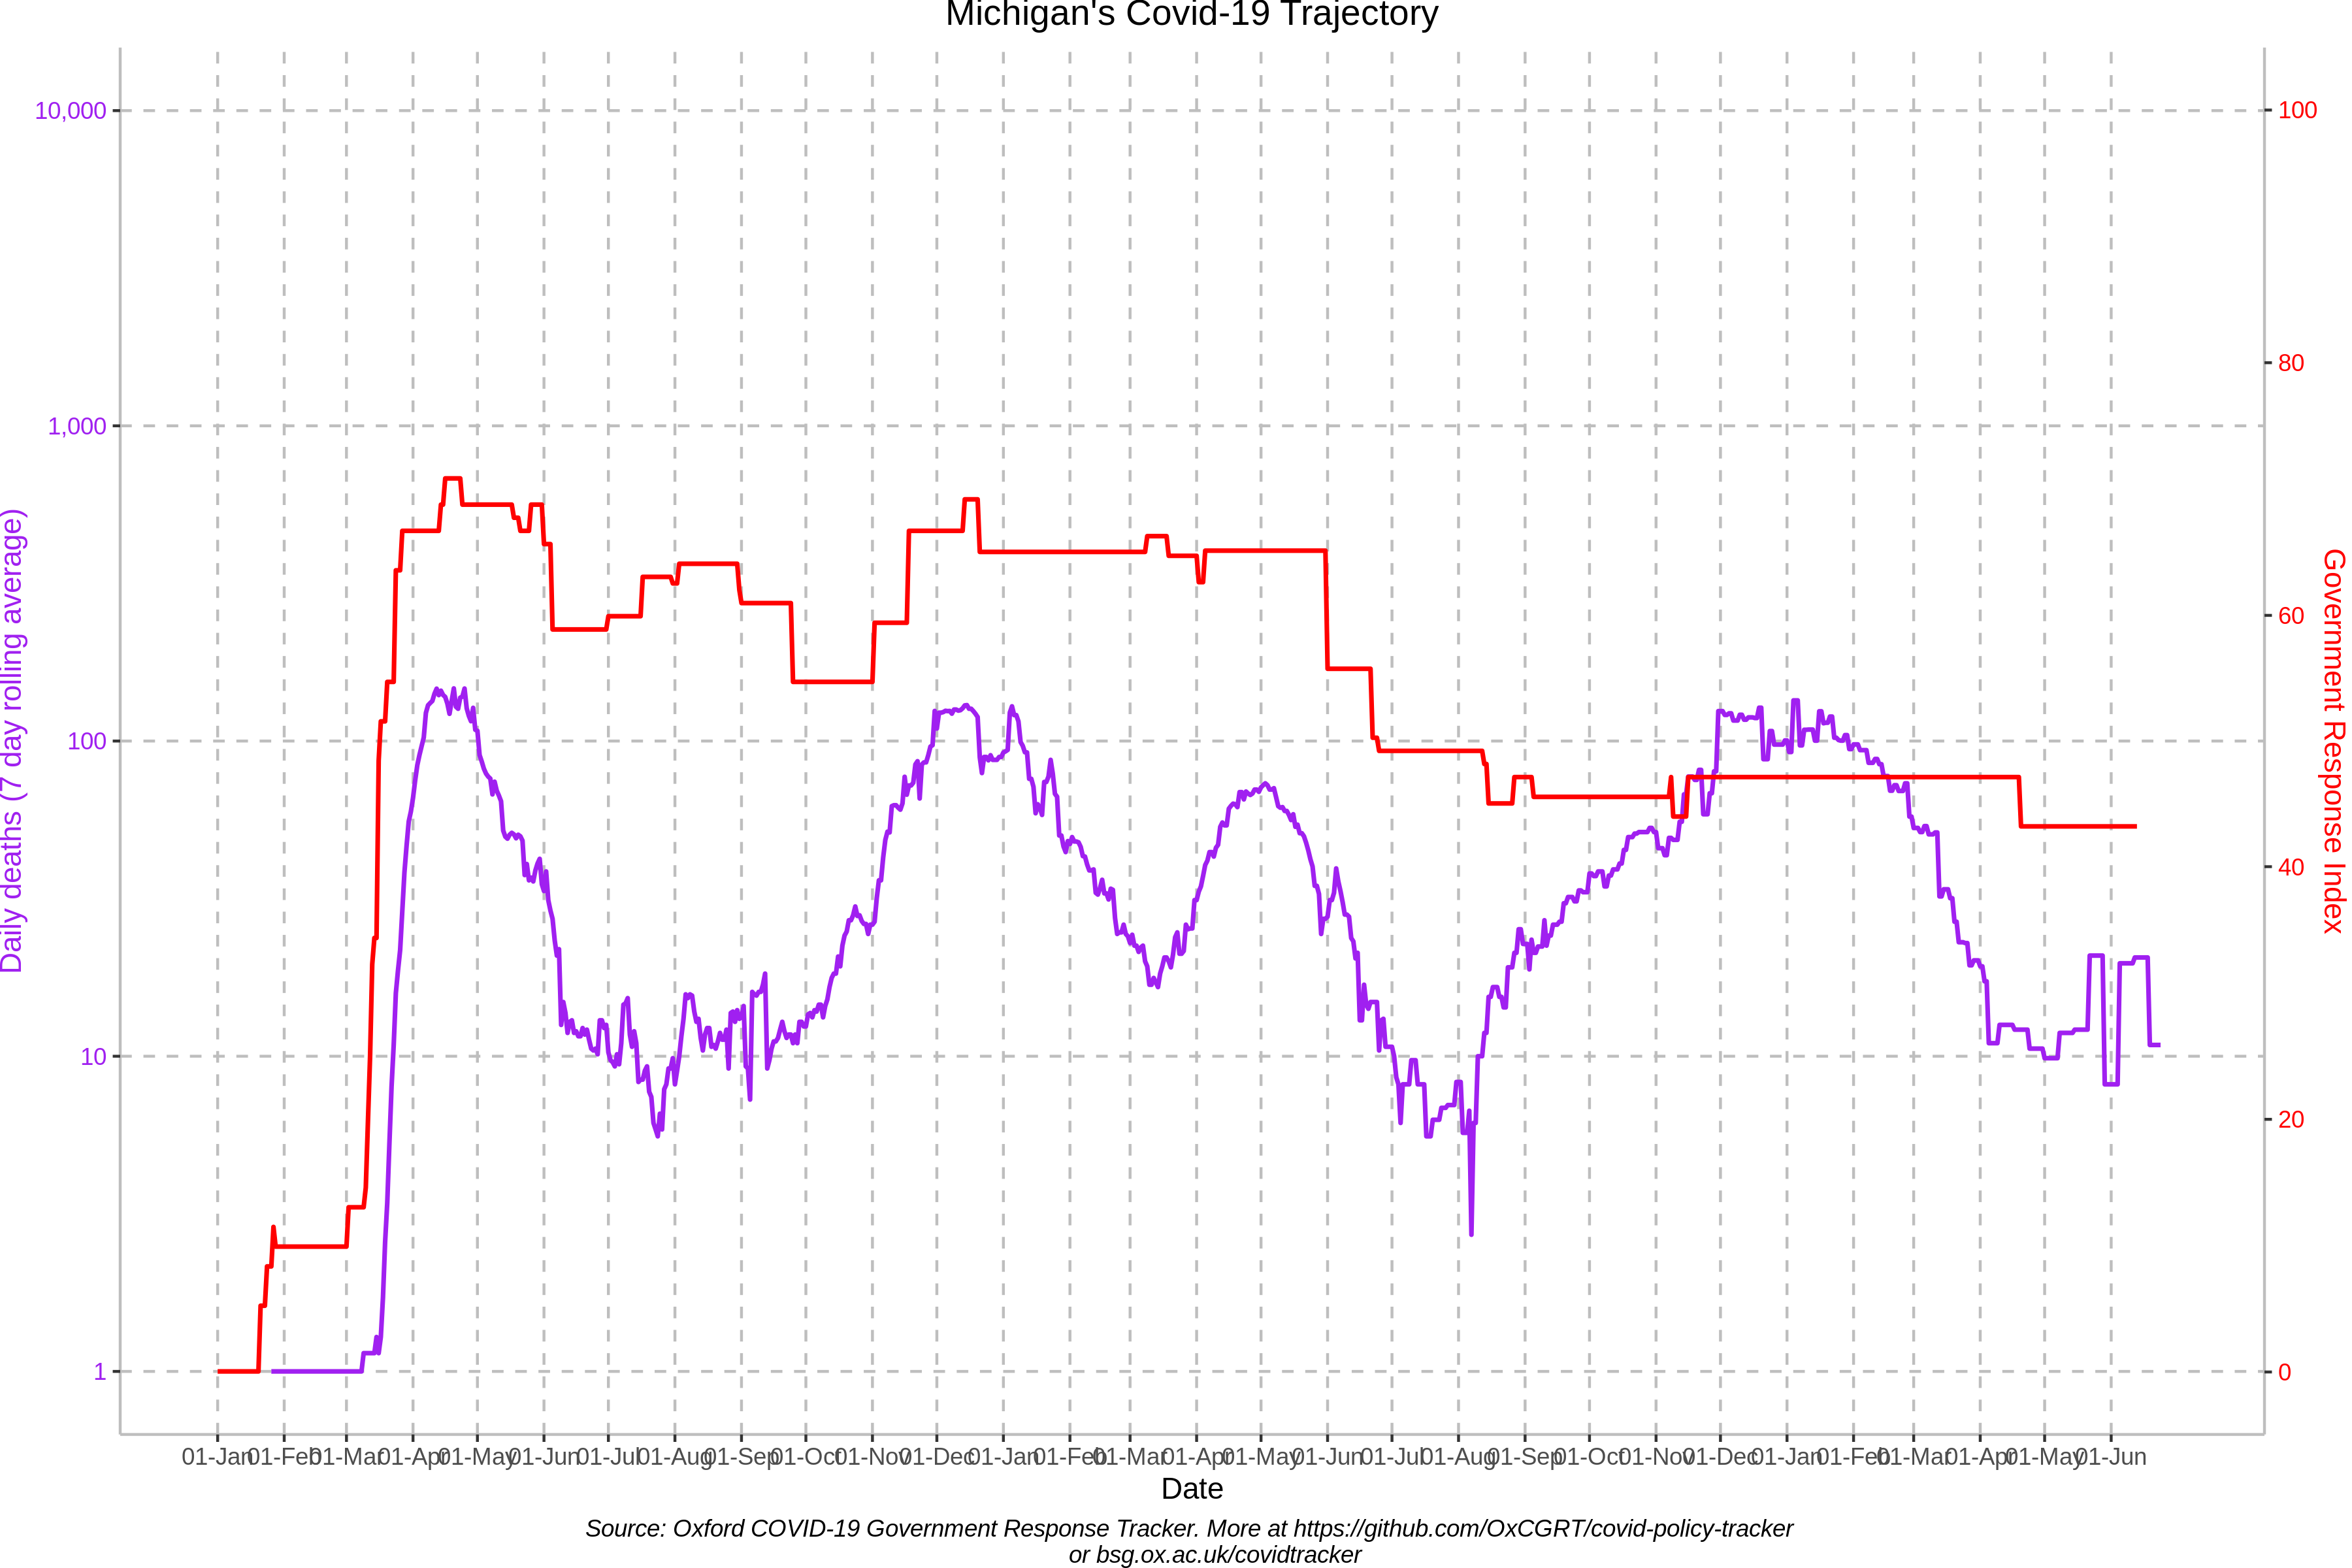 Michigan's Covid-19 Trajectory
10,000
1,000
100
10
1
Daily deaths (7 day rolling average)
100
80
60
40
20
0
Government Response Index
01-Jan 01-Feb 01-Mar 01-Apr 01-May 01-Jun 01-Jul 01-Aug 01-Sep 01-Oct 01-Nov 01-Dec 01-Jan 01-Feb 01-Mar 01-Apr 01-May 01-Jun 01-Jul 01-Aug 01-Sep 01-Oct 01-Nov 01-Dec 01-Jan 01-Feb 01-Mar 01-Apr 01-May 01-Jun
Date
Source: Oxford COVID-19 Government Response Tracker. More at https://github.com/OxCGRT/covid-policy-tracker
or bsg.ox.ac.uk/covidtracker